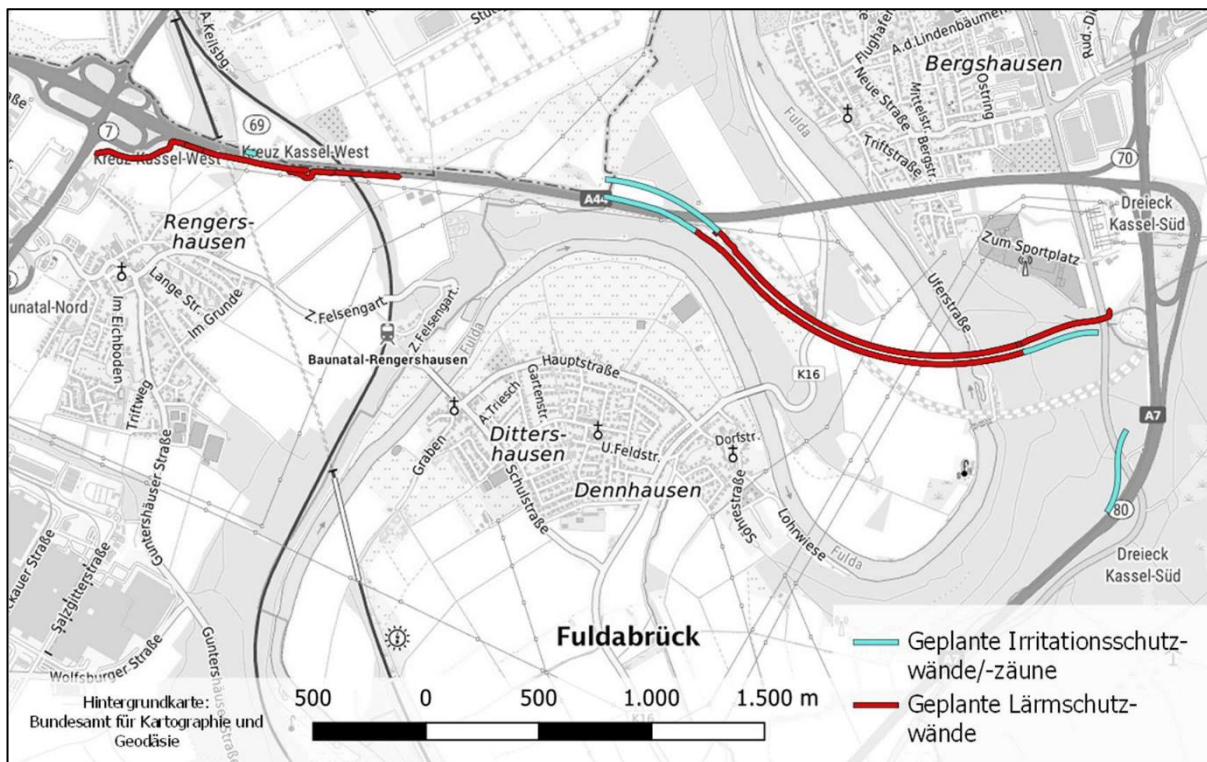 A.Keilsbg.
Flughafen
A.d.Lindenbäumen
Bergshausen
Neue Straße
Ostring
Mittelstr.
Bergstr.
Triftstraße
Fulda
69
7
Kreuz Kassel-West
Kreuz Kassel-West
70
A44
Dreieck
Kassel-Süd
Rengers-
hausen
Zum Sportplatz
Lange Str.
Im Grunde
Im Eichboden
Z.Felsengart.
Z.Felsengart.
Uferstraße
Fulda
Baunatal-Rengershausen
Hauptstraße
K16
Triftweg
A.Triesch
Gartenstr.
A7
Graben
Ditters-
hausen
U.Feldstr.
Dorfstr.
Dennhausen
Schulstraße
Söhrestraße
Lohrwiese
Fulda
80
Dreieck
Kassel-Süd
Guntershäuser Straße
Salzglitterstraße
Wolfsburger Straße
Fuldabrück
Geplante Irritationsschutz-
wände/-zäune
Geplante Lärmschutz-
wände
Hintergrundkarte:
Bundesamt für Kartographie und
Geodäsie
500 0 500 1.000 1.500 m
K16